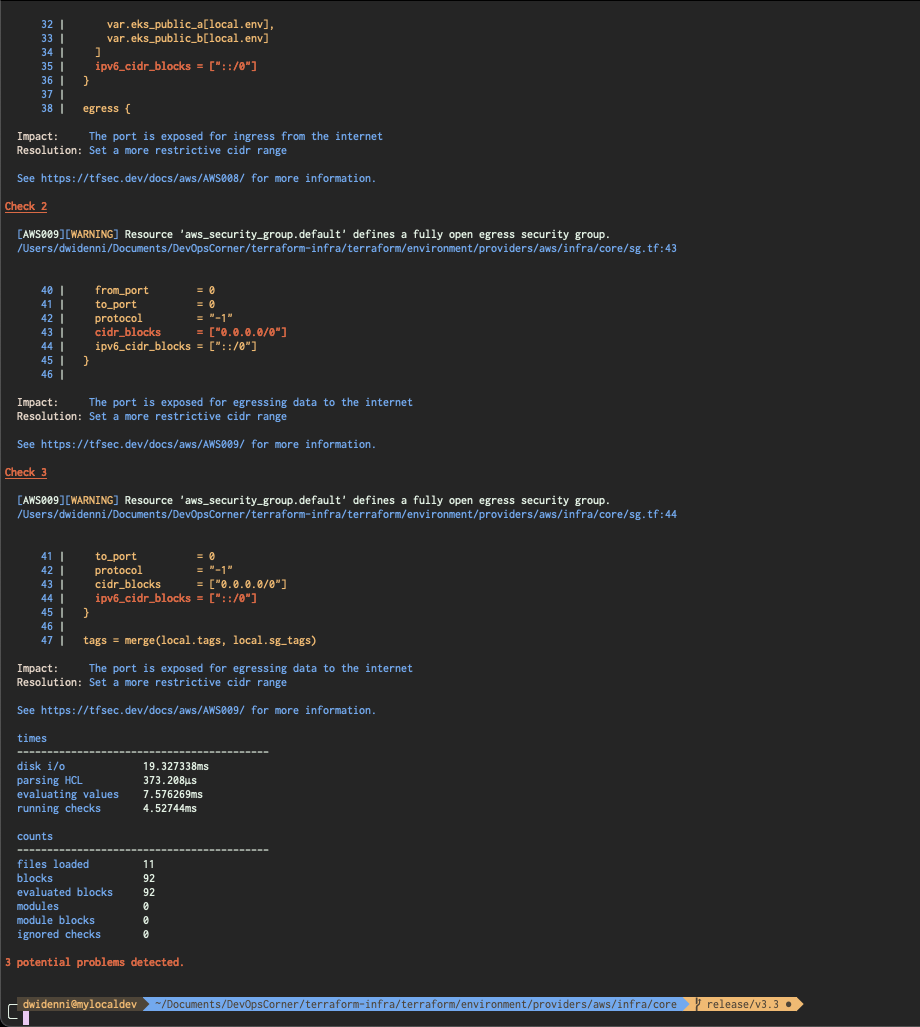 32 |       var.eks_public_a[local.env],
33 |       var.eks_public_b[local.env]
34 |     ]
35 |     ipv6_cidr_blocks = ["::/0"]
36 |   }
37 |
38 |   egress {
Impact:     The port is exposed for ingress from the internet
Resolution: Set a more restrictive cidr range
See https://tfsec.dev/docs/aws/AWS008/ for more information.
Check 2
[AWS009][WARNING] Resource 'aws_security_group.default' defines a fully open egress security group.
/Users/dwidenni/Documents/DevOpsCorner/terraform-infra/terraform/environment/providers/aws/infra/core/sg.tf:43
40 |     from_port        = 0
41 |     to_port          = 0
42 |     protocol         = "-1"
43 |     cidr_blocks      = ["0.0.0.0/0"]
44 |     ipv6_cidr_blocks = ["::/0"]
45 |   }
46 |
Impact:     The port is exposed for egressing data to the internet
Resolution: Set a more restrictive cidr range
See https://tfsec.dev/docs/aws/AWS009/ for more information.
Check 3
[AWS009][WARNING] Resource 'aws_security_group.default' defines a fully open egress security group.
/Users/dwidenni/Documents/DevOpsCorner/terraform-infra/terraform/environment/providers/aws/infra/core/sg.tf:44
41 |     to_port          = 0
42 |     protocol         = "-1"
43 |     cidr_blocks      = ["0.0.0.0/0"]
44 |     ipv6_cidr_blocks = ["::/0"]
45 |   }
46 |
47 |   tags = merge(local.tags, local.sg_tags)
Impact:     The port is exposed for egressing data to the internet
Resolution: Set a more restrictive cidr range
See https://tfsec.dev/docs/aws/AWS009/ for more information.
times
------------------------------------------
disk i/o             19.327338ms
parsing HCL          373.208µs
evaluating values    7.576269ms
running checks       4.52744ms
counts
------------------------------------------
files loaded         11
blocks               92
evaluated blocks     92
modules              0
module blocks        0
ignored checks       0
3 potential problems detected.
dwidenni@mylocaldev ~/Documents/DevOpsCorner/terraform-infra/terraform/environment/providers/aws/infra/core release/v3.3 ●